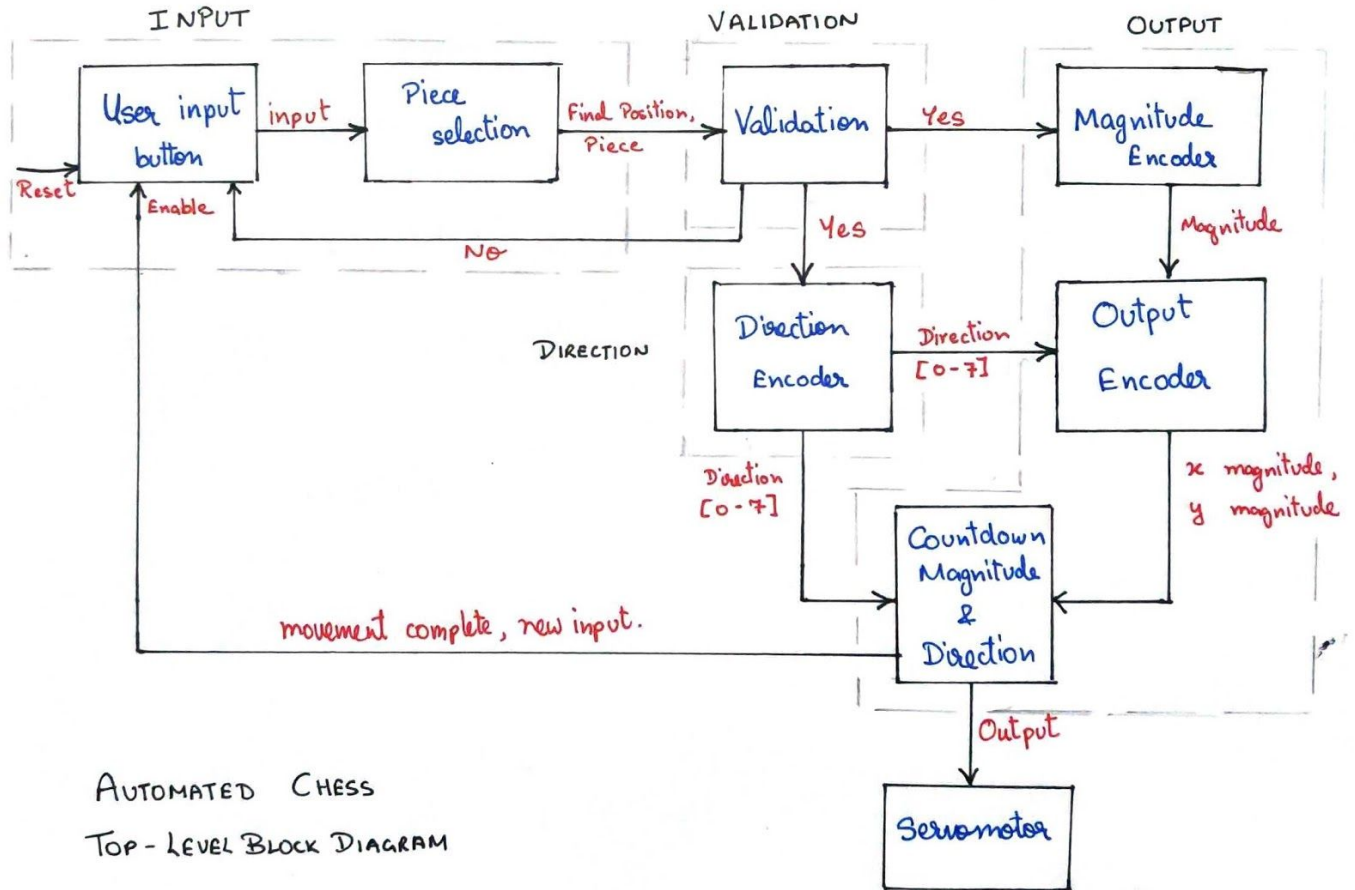 INPUT
VALIDATION
OUTPUT
User input
button
input
Piece
selection
Final Position,
Piece
Validation
Yes
Magnitude
Encoder
Reset
Enable
No
Yes
Magnitude
DIRECTION
Direction
Encoder
Direction
[0-7]
Output
Encoder
Direction
[0-7]
x magnitude,
y magnitude
Countdown
Magnitude
&
Direction
movement complete, new input.
Output
Servomotor
AUTOMATED CHESS
TOP-LEVEL BLOCK DIAGRAM